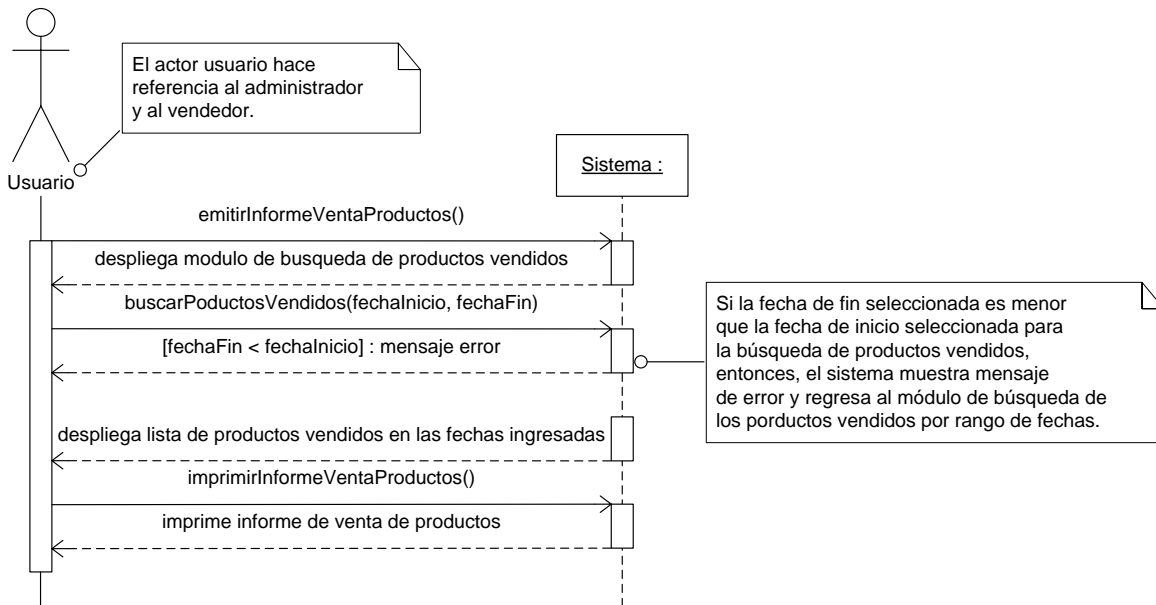 El actor usuario hace
referencia al administrador
y al vendedor.
Usuario
Sistema :
emitirInformeVentaProductos()
despliega modulo de busqueda de productos vendidos
buscarPoductosVendidos(fechaInicio, fechaFin)
[fechaFin < fechaInicio] : mensaje error
Si la fecha de fin seleccionada es menor
que la fecha de inicio seleccionada para
la búsqueda de productos vendidos,
entonces, el sistema muestra mensaje
de error y regresa al módulo de búsqueda de
los porductos vendidos por rango de fechas.
despliega lista de productos vendidos en las fechas ingresadas
imprimirInformeVentaProductos()
imprime informe de venta de productos